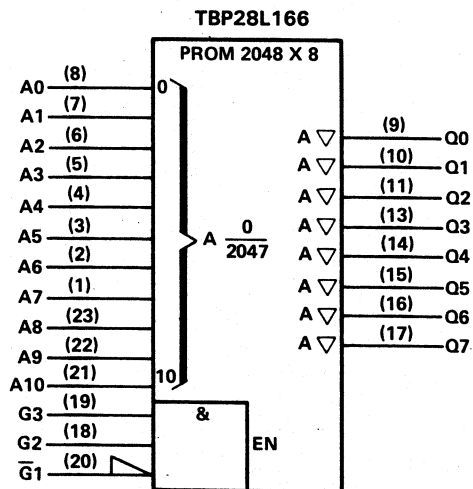 TBP28L166
PROM 2048 X 8
A0 (8) 0
A1 (7)
A2 (6)
A3 (5)
A4 (4)
A5 (3)
A6 (2)
A7 (1)
A8 (23)
A9 (22)
A10 (21) 10
G3 (19) &
G2 (18) EN
G̅1 (20)
A 0
2047
A ▽ (9) Q0
A ▽ (10) Q1
A ▽ (11) Q2
A ▽ (13) Q3
A ▽ (14) Q4
A ▽ (15) Q5
A ▽ (16) Q6
A ▽ (17) Q7